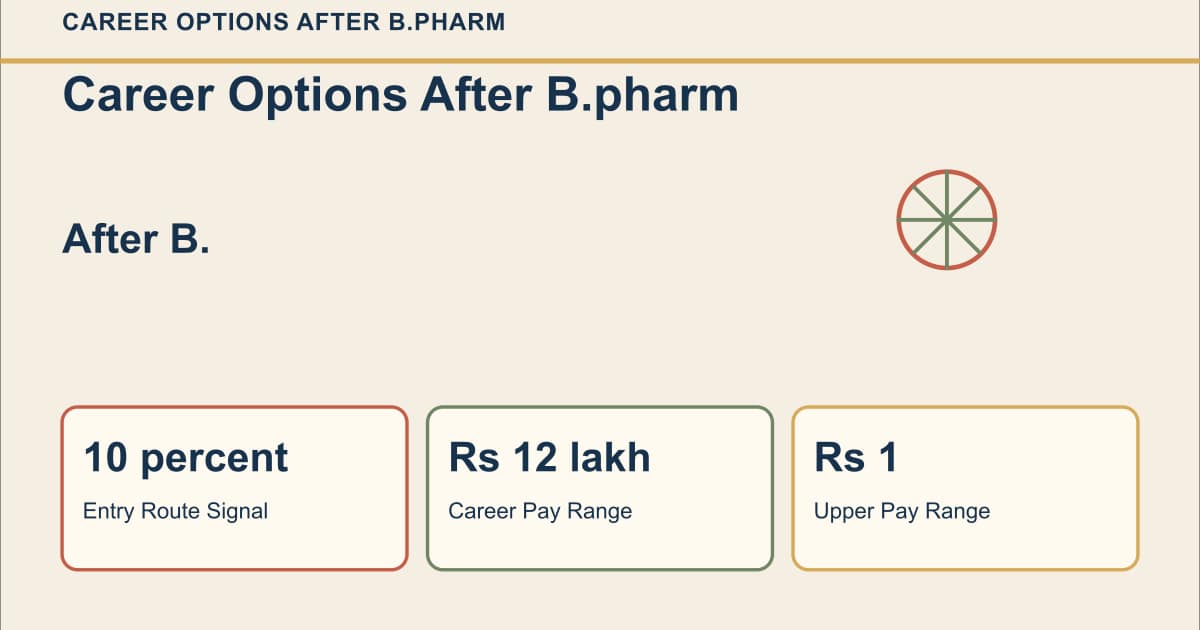 CAREER OPTIONS AFTER B.PHARM
Career Options After B.pharm
After B.
10 percent
Entry Route Signal
Rs 12 lakh
Career Pay Range
Rs 1
Upper Pay Range